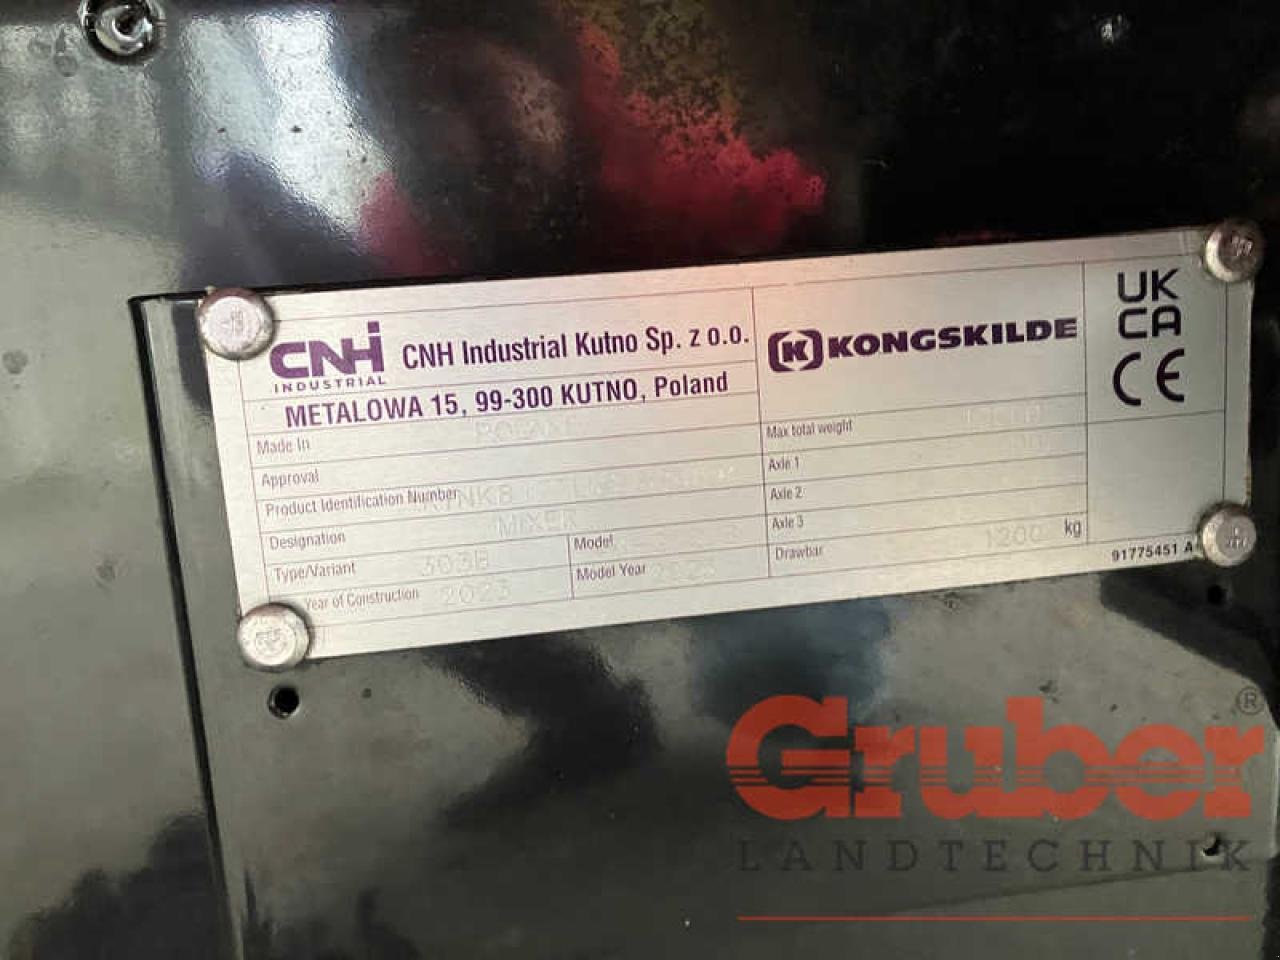 CNH INDUSTRIAL CNH Industrial Kutno Sp. z o.o.
METALOWA 15, 99-300 KUTNO, Poland
KONGSKILDE
UK
CA
CE
Made In POLAND
Approval
Product Identification Number
Designation MIXER
Type/Variant 303B Model
Year of Construction 2023 Model Year
Max total weight
Axle 1
Axle 2
Axle 3
Drawbar 1200 kg
91775451 A
Gruber®
LANDTECHNIK